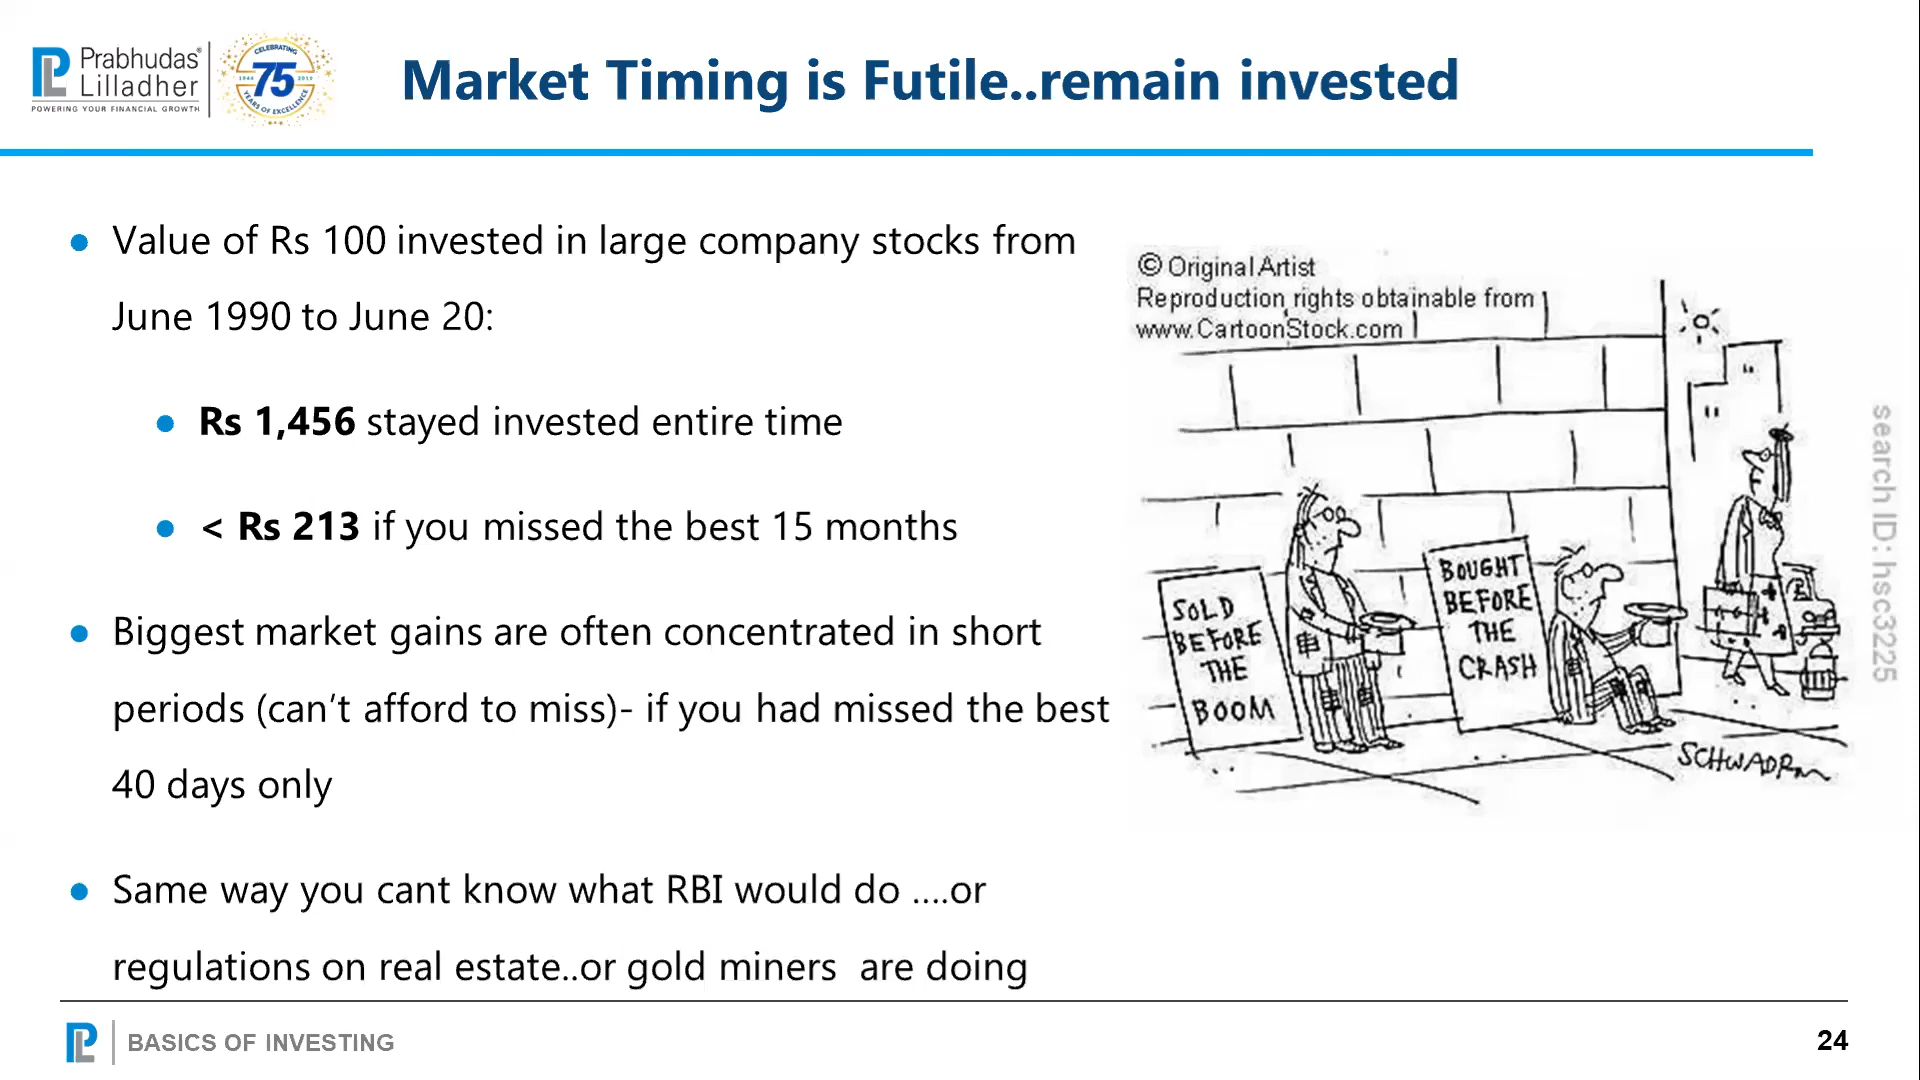 Prabhudas®
Lilladher
POWERING YOUR FINANCIAL GROWTH
CELEBRATING
75
YEARS OF EXCELLENCE
Market Timing is Futile..remain invested
● Value of Rs 100 invested in large company stocks from
June 1990 to June 20:
● Rs 1,456 stayed invested entire time
● < Rs 213 if you missed the best 15 months
● Biggest market gains are often concentrated in short
periods (can’t afford to miss)- if you had missed the best
40 days only
● Same way you cant know what RBI would do ....or
regulations on real estate..or gold miners are doing
© Original Artist
Reproduction rights obtainable from
www.CartoonStock.com
SOLD
BEFORE
THE
BOOM
BOUGHT
BEFORE
THE
CRASH
search ID: hsc3225
BASICS OF INVESTING
24